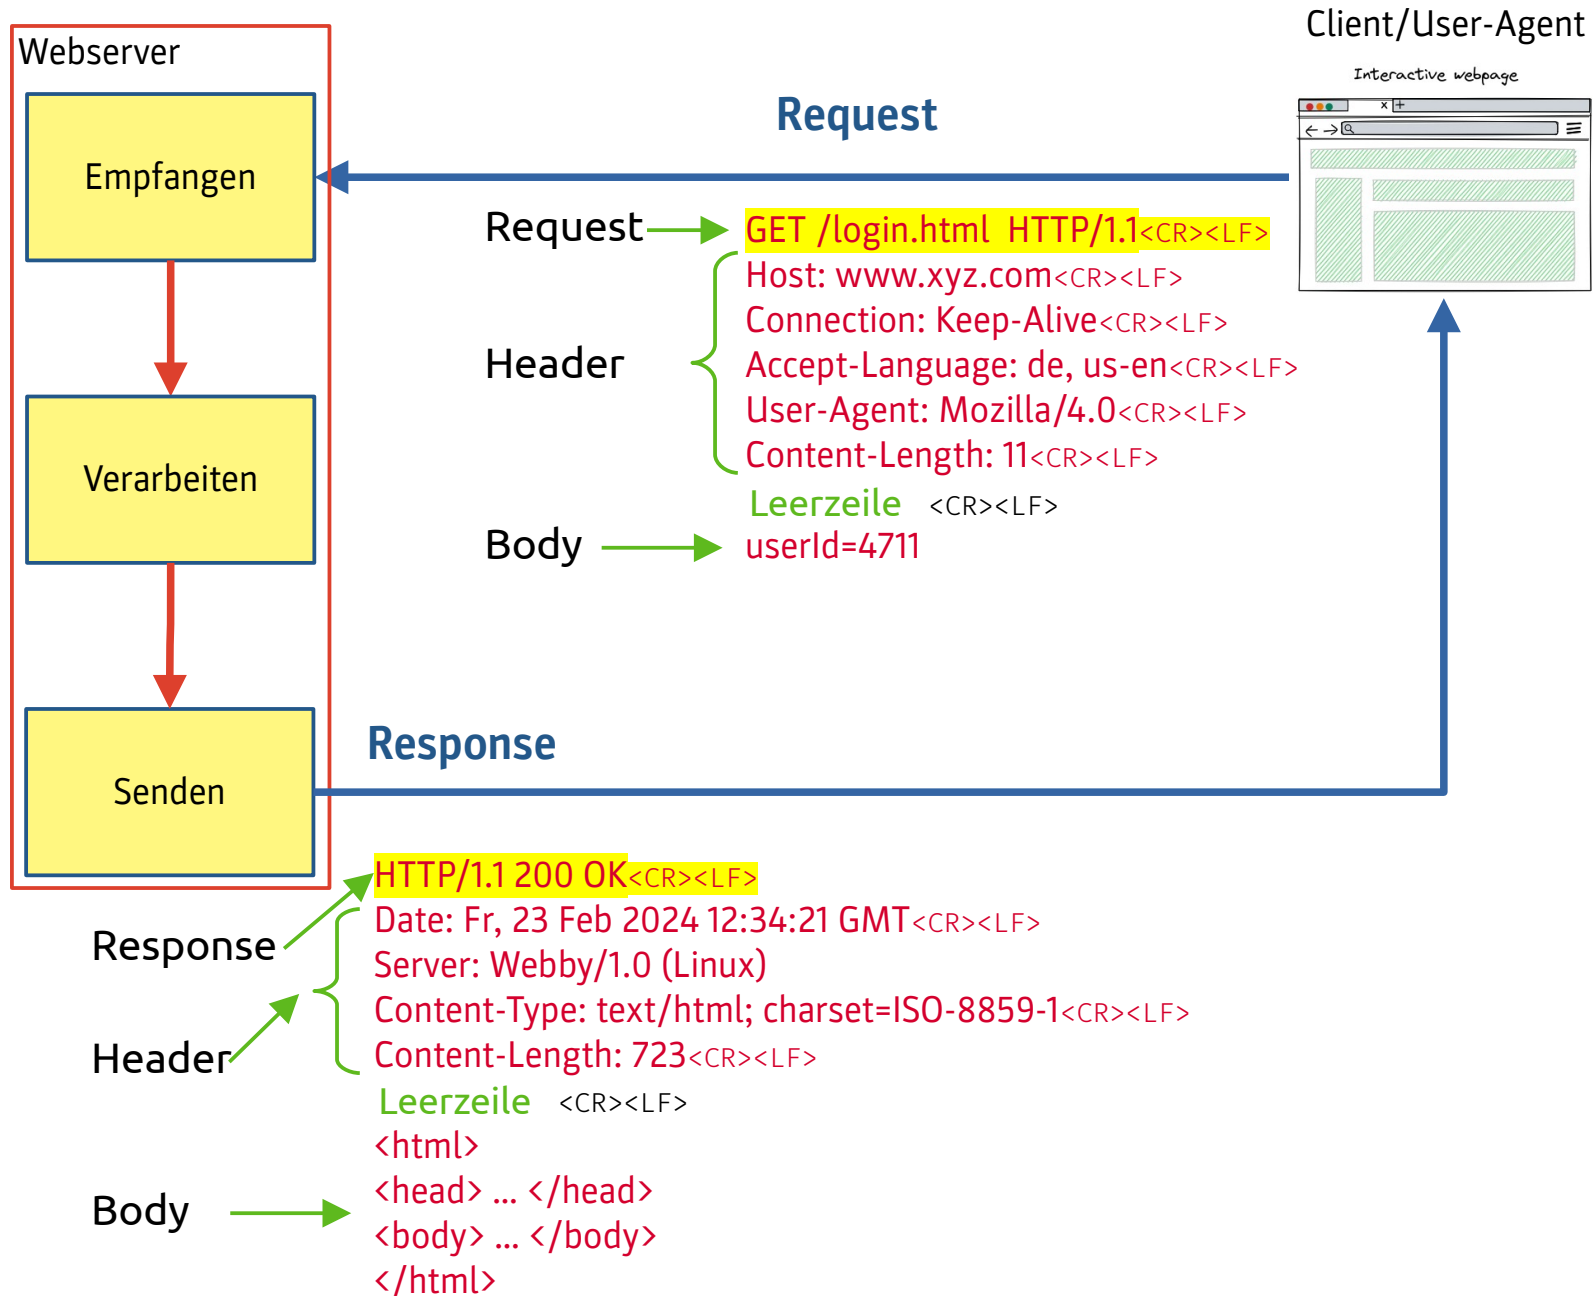 Client/User-Agent
Webserver
Interactive webpage
x +
Request
Empfangen
Request
GET /login.html HTTP/1.1<CR><LF>
Host: www.xyz.com<CR><LF>
Connection: Keep-Alive<CR><LF>
Header
Accept-Language: de, us-en<CR><LF>
User-Agent: Mozilla/4.0<CR><LF>
Content-Length: 11<CR><LF>
Verarbeiten
Leerzeile <CR><LF>
Body
userId=4711
Response
Senden
HTTP/1.1 200 OK<CR><LF>
Date: Fr, 23 Feb 2024 12:34:21 GMT<CR><LF>
Response
Server: Webby/1.0 (Linux)
Content-Type: text/html; charset=ISO-8859-1<CR><LF>
Header
Content-Length: 723<CR><LF>
Leerzeile <CR><LF>
<html>
<head> ... </head>
Body
<body> ... </body>
</html>